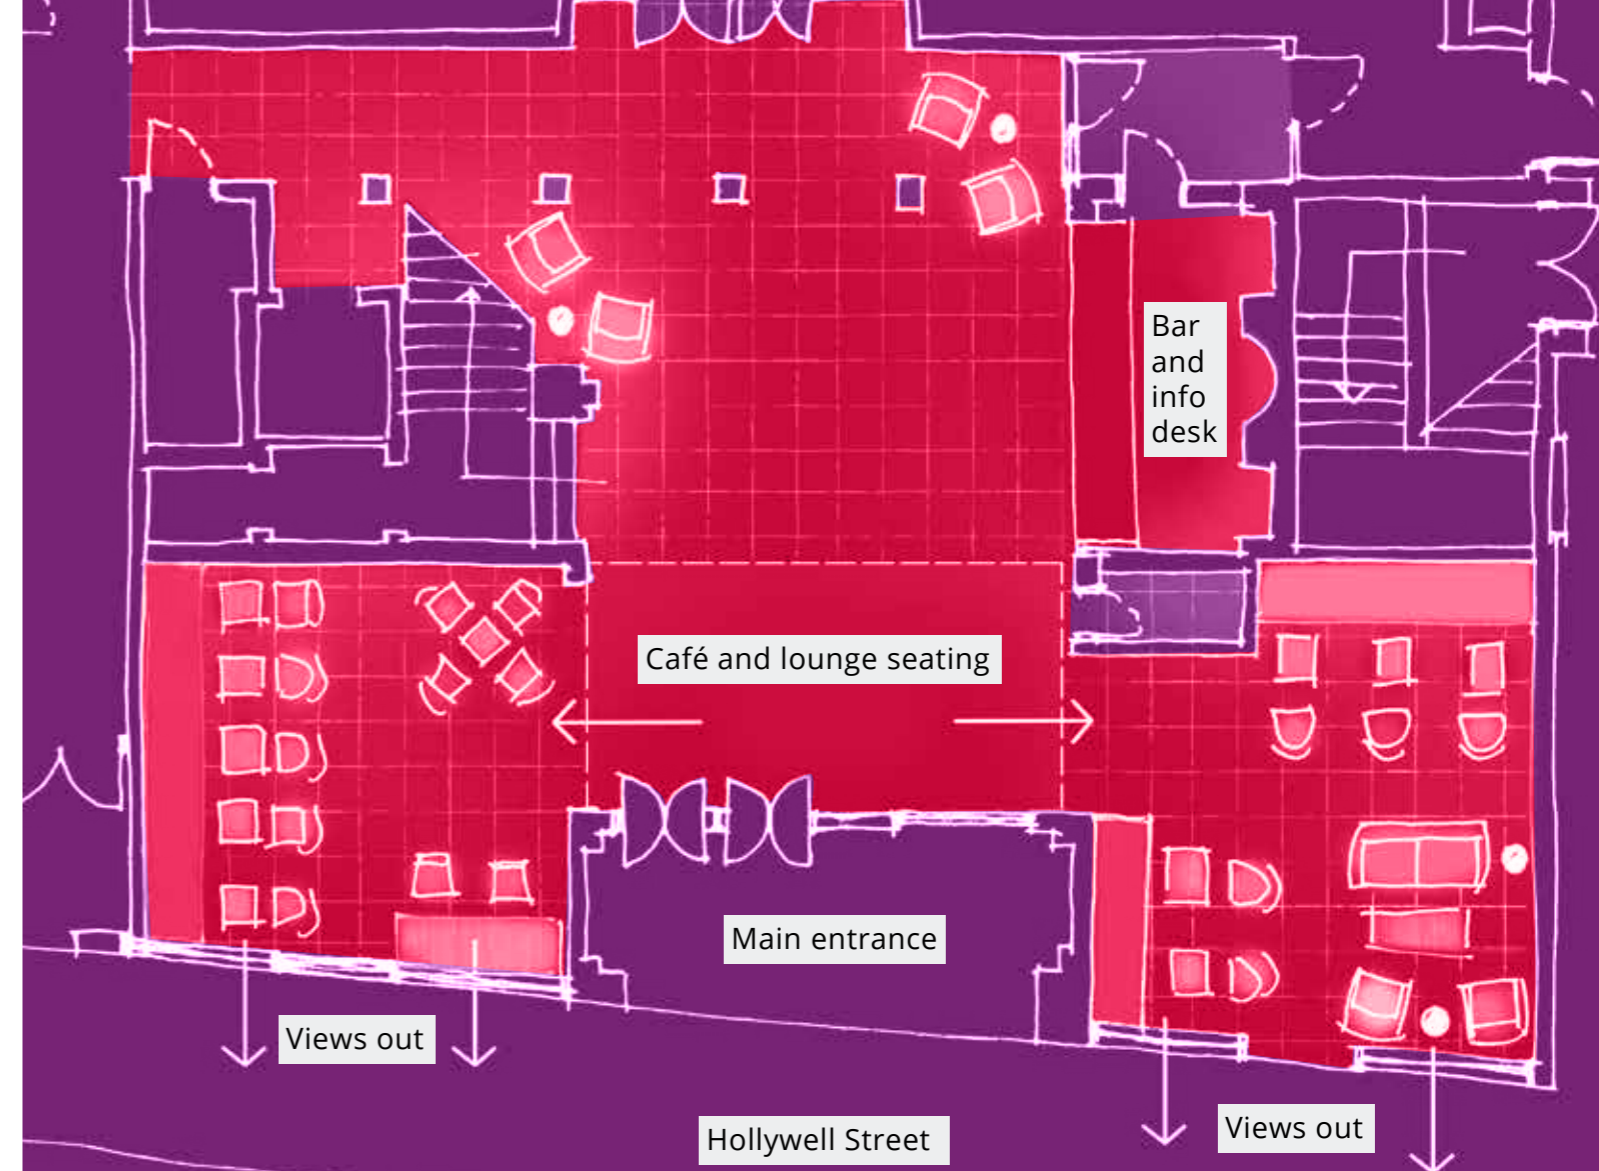 Bar
and
info
desk
Café and lounge seating
Main entrance
Views out
Views out
Hollywell Street